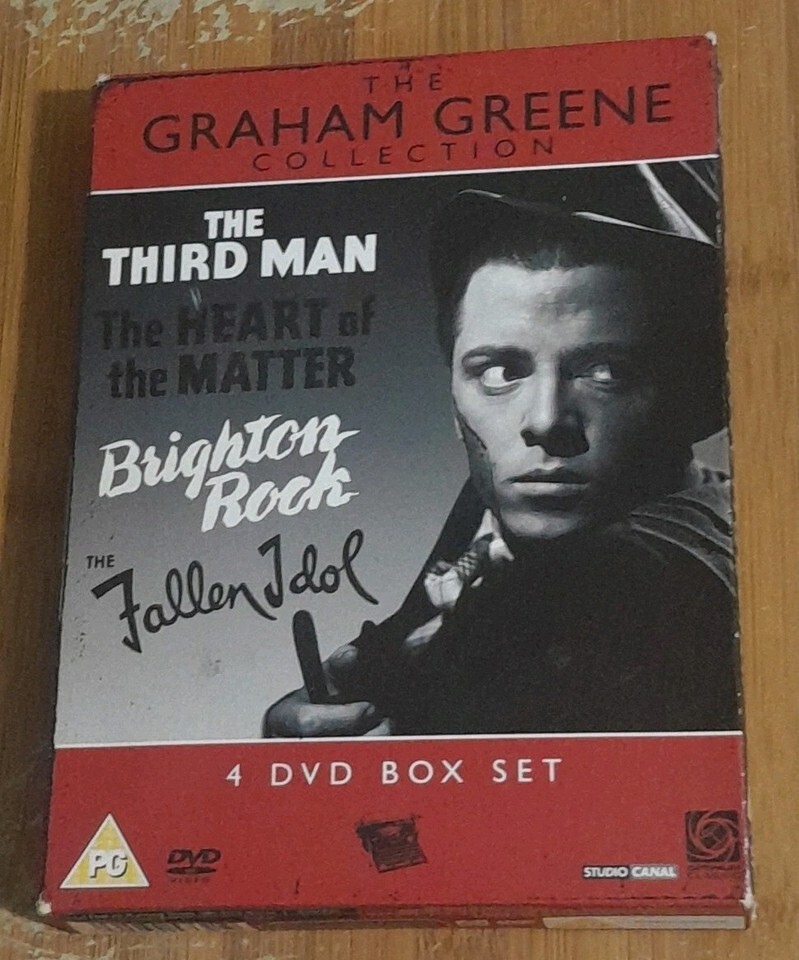 THE
GRAHAM GREENE
COLLECTION
THE
THIRD MAN
The HEART of
the MATTER
Brighton
Rock
THE
Fallen Idol
4 DVD BOX SET
PG
DVD
VIDEO
STUDIO CANAL